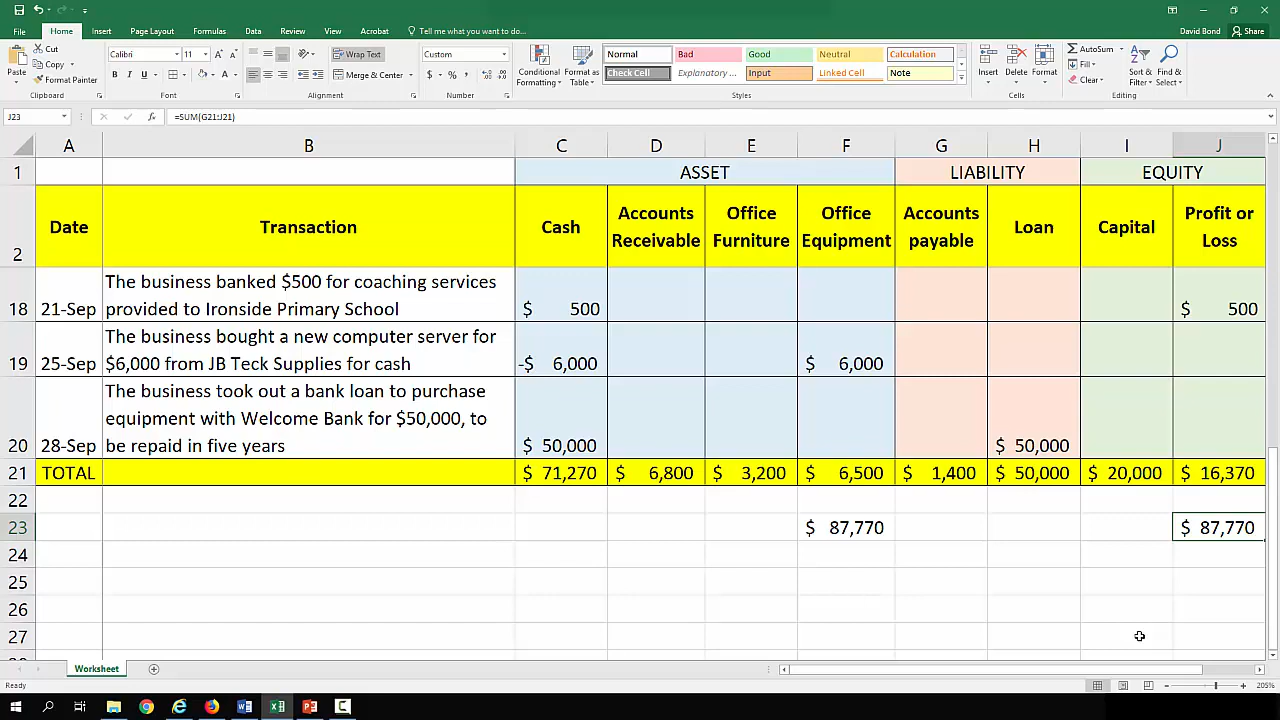 File Home Insert Page Layout Formulas Data Review View Acrobat Tell me what you want to do... David Bond Share
Cut
Copy
Format Painter
Paste
Clipboard
Calibri 11
B I U
Font
Wrap Text
Merge & Center
Alignment
Custom
$ % ,
Number
Conditional Formatting
Format as Table
Normal Bad Good Neutral Calculation
Check Cell Explanatory ... Input Linked Cell Note
Styles
Insert Delete Format
Cells
AutoSum
Fill
Clear
Sort & Filter
Find & Select
Editing
J23 fx =SUM(G21:J21)
A B C D E F G H I J
1 ASSET LIABILITY EQUITY
2 Date Transaction Cash Accounts Receivable Office Furniture Office Equipment Accounts payable Loan Capital Profit or Loss
The business banked $500 for coaching services
18 21-Sep provided to Ironside Primary School $ 500 $ 500
The business bought a new computer server for
19 25-Sep $6,000 from JB Teck Supplies for cash -$ 6,000 $ 6,000
The business took out a bank loan to purchase
equipment with Welcome Bank for $50,000, to
20 28-Sep be repaid in five years $ 50,000 $ 50,000
21 TOTAL $ 71,270 $ 6,800 $ 3,200 $ 6,500 $ 1,400 $ 50,000 $ 20,000 $ 16,370
22
23 $ 87,770 $ 87,770
24
25
26
27
Worksheet
Ready 205%